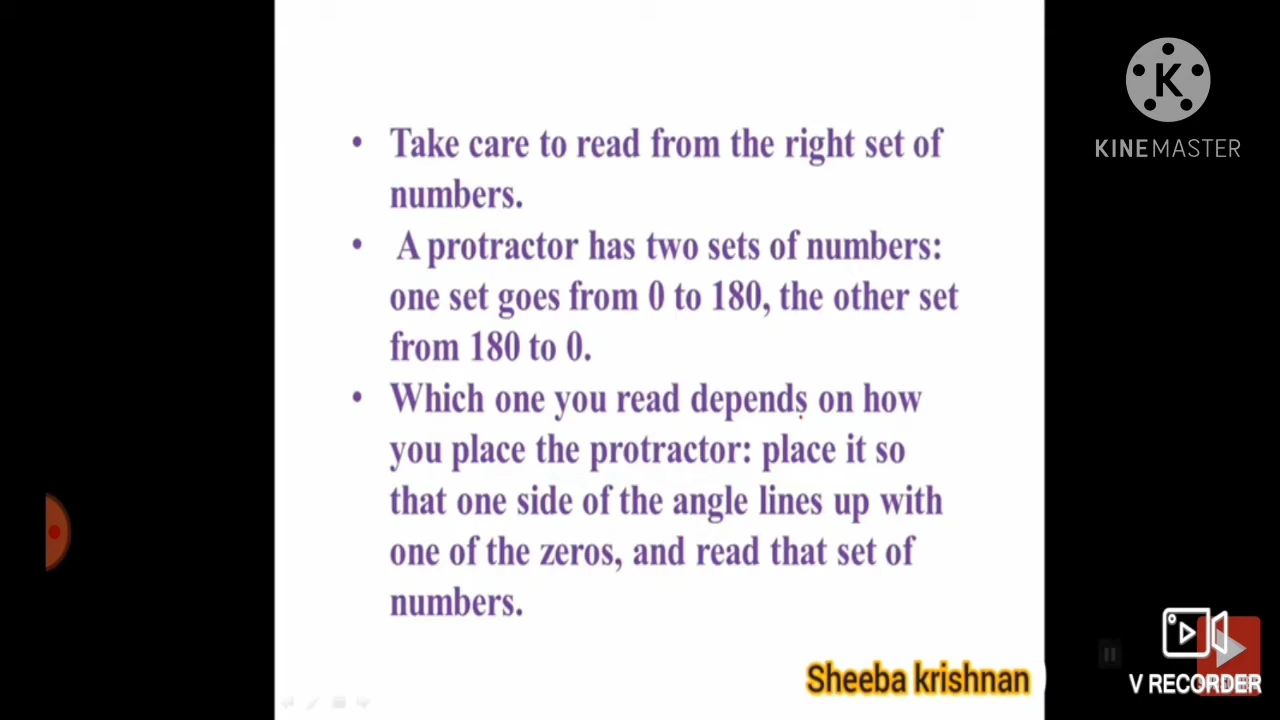 K
KINEMASTER
• Take care to read from the right set of
numbers.
• A protractor has two sets of numbers:
one set goes from 0 to 180, the other set
from 180 to 0.
• Which one you read depends on how
you place the protractor: place it so
that one side of the angle lines up with
one of the zeros, and read that set of
numbers.
Sheeba krishnan
V RECORDER